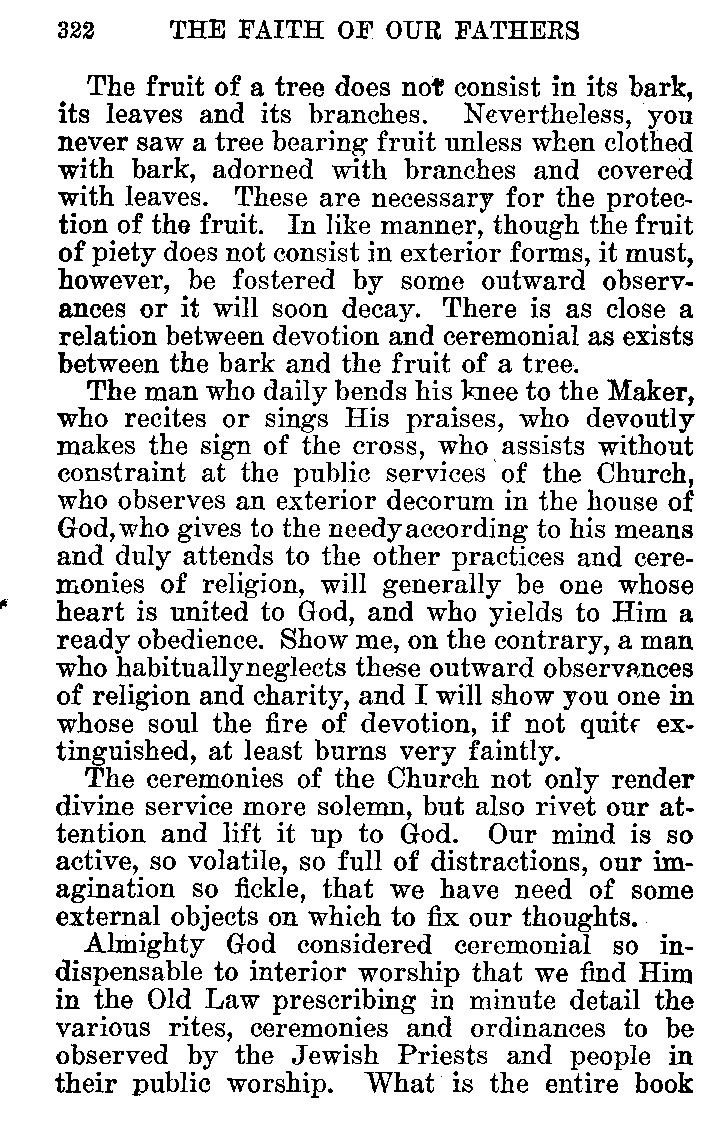 322 THE FAITH OF OUR FATHERS
The fruit of a tree does not consist in its bark,
its leaves and its branches. Nevertheless, you
never saw a tree bearing fruit unless when clothed
with bark, adorned with branches and covered
with leaves. These are necessary for the protec-
tion of the fruit. In like manner, though the fruit
of piety does not consist in exterior forms, it must,
however, be fostered by some outward observ-
ances or it will soon decay. There is as close a
relation between devotion and ceremonial as exists
between the bark and the fruit of a tree.
The man who daily bends his knee to the Maker,
who recites or sings His praises, who devoutly
makes the sign of the cross, who assists without
constraint at the public services of the Church,
who observes an exterior decorum in the house of
God, who gives to the needy according to his means
and duly attends to the other practices and cere-
monies of religion, will generally be one whose
heart is united to God, and who yields to Him a
ready obedience. Show me, on the contrary, a man
who habitually neglects these outward observances
of religion and charity, and I will show you one in
whose soul the fire of devotion, if not quite ex-
tinguished, at least burns very faintly.
The ceremonies of the Church not only render
divine service more solemn, but also rivet our at-
tention and lift it up to God. Our mind is so
active, so volatile, so full of distractions, our im-
agination so fickle, that we have need of some
external objects on which to fix our thoughts.
Almighty God considered ceremonial so in-
dispensable to interior worship that we find Him
in the Old Law prescribing in minute detail the
various rites, ceremonies and ordinances to be
observed by the Jewish Priests and people in
their public worship. What is the entire book